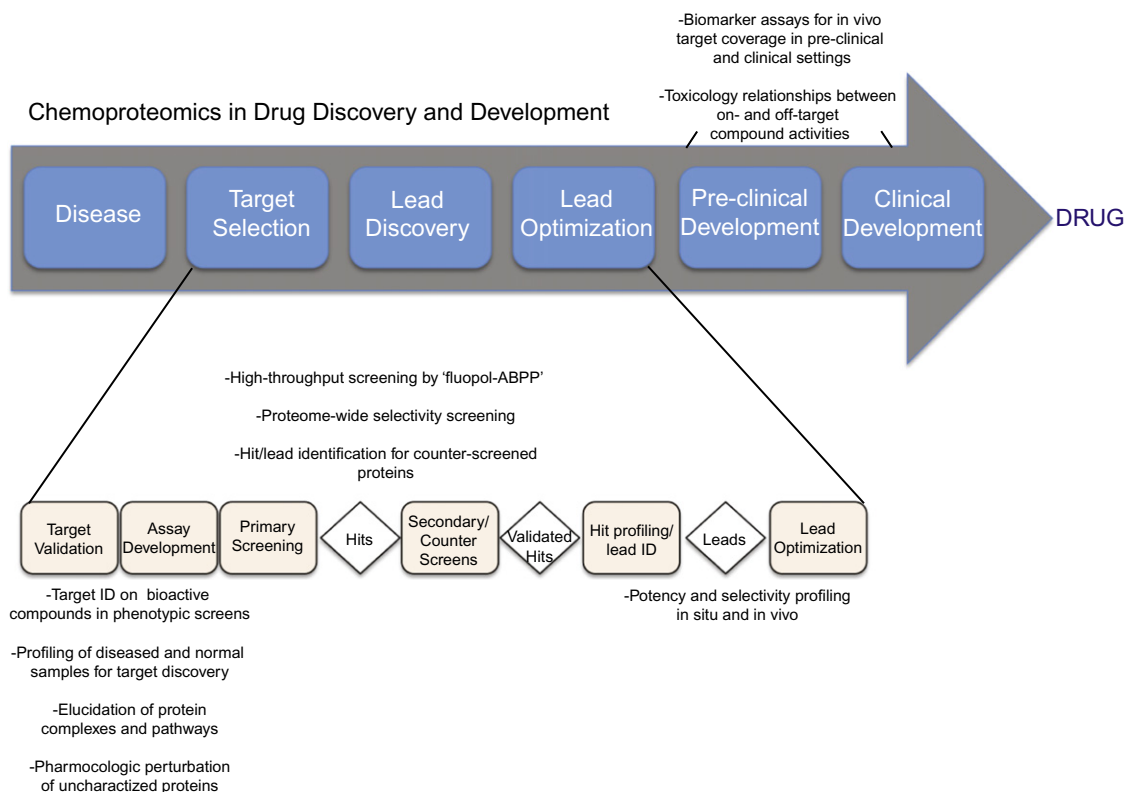 -Biomarker assays for in vivo
target coverage in pre-clinical
and clinical settings
Chemoproteomics in Drug Discovery and Development
-Toxicology relationships between
on- and off-target
compound activities
Disease
Target
Selection
Lead
Discovery
Lead
Optimization
Pre-clinical
Development
Clinical
Development
DRUG
-High-throughput screening by ‘fluopol-ABPP’
-Proteome-wide selectivity screening
-Hit/lead identification for counter-screened
proteins
Target
Validation
Assay
Development
Primary
Screening
Hits
Secondary/
Counter
Screens
Validated
Hits
Hit profiling/
lead ID
Leads
Lead
Optimization
-Target ID on bioactive
compounds in phenotypic screens
-Profiling of diseased and normal
samples for target discovery
-Elucidation of protein
complexes and pathways
-Pharmocologic perturbation
of uncharactized proteins
-Potency and selectivity profiling
in situ and in vivo